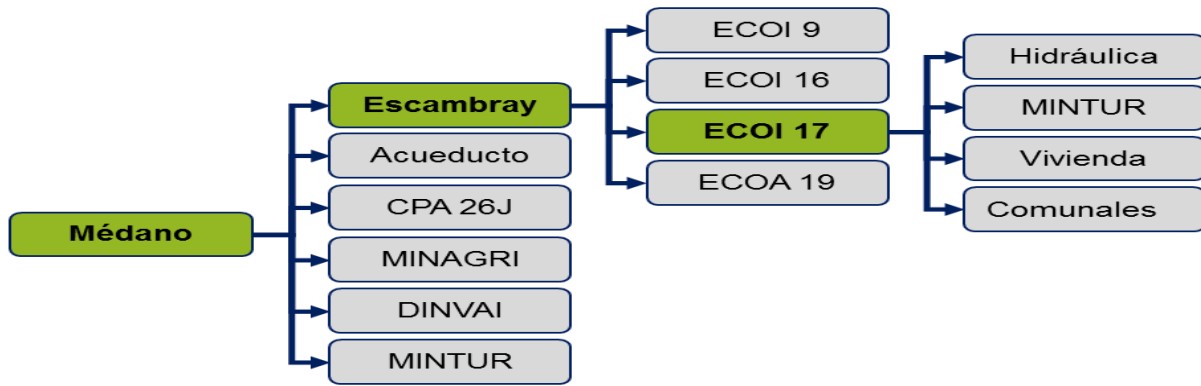 Médano
Escambray
Acueducto
CPA 26J
MINAGRI
DINVAI
MINTUR
ECOI 9
ECOI 16
ECOI 17
ECOA 19
Hidráulica
MINTUR
Vivienda
Comunales